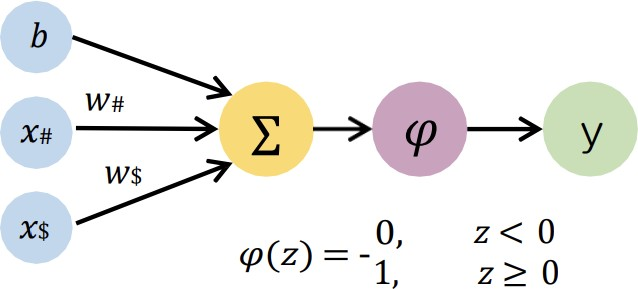 b
w#
x# Σ φ y
w$
x$
φ(z) = - 0, z < 0
1, z ≥ 0